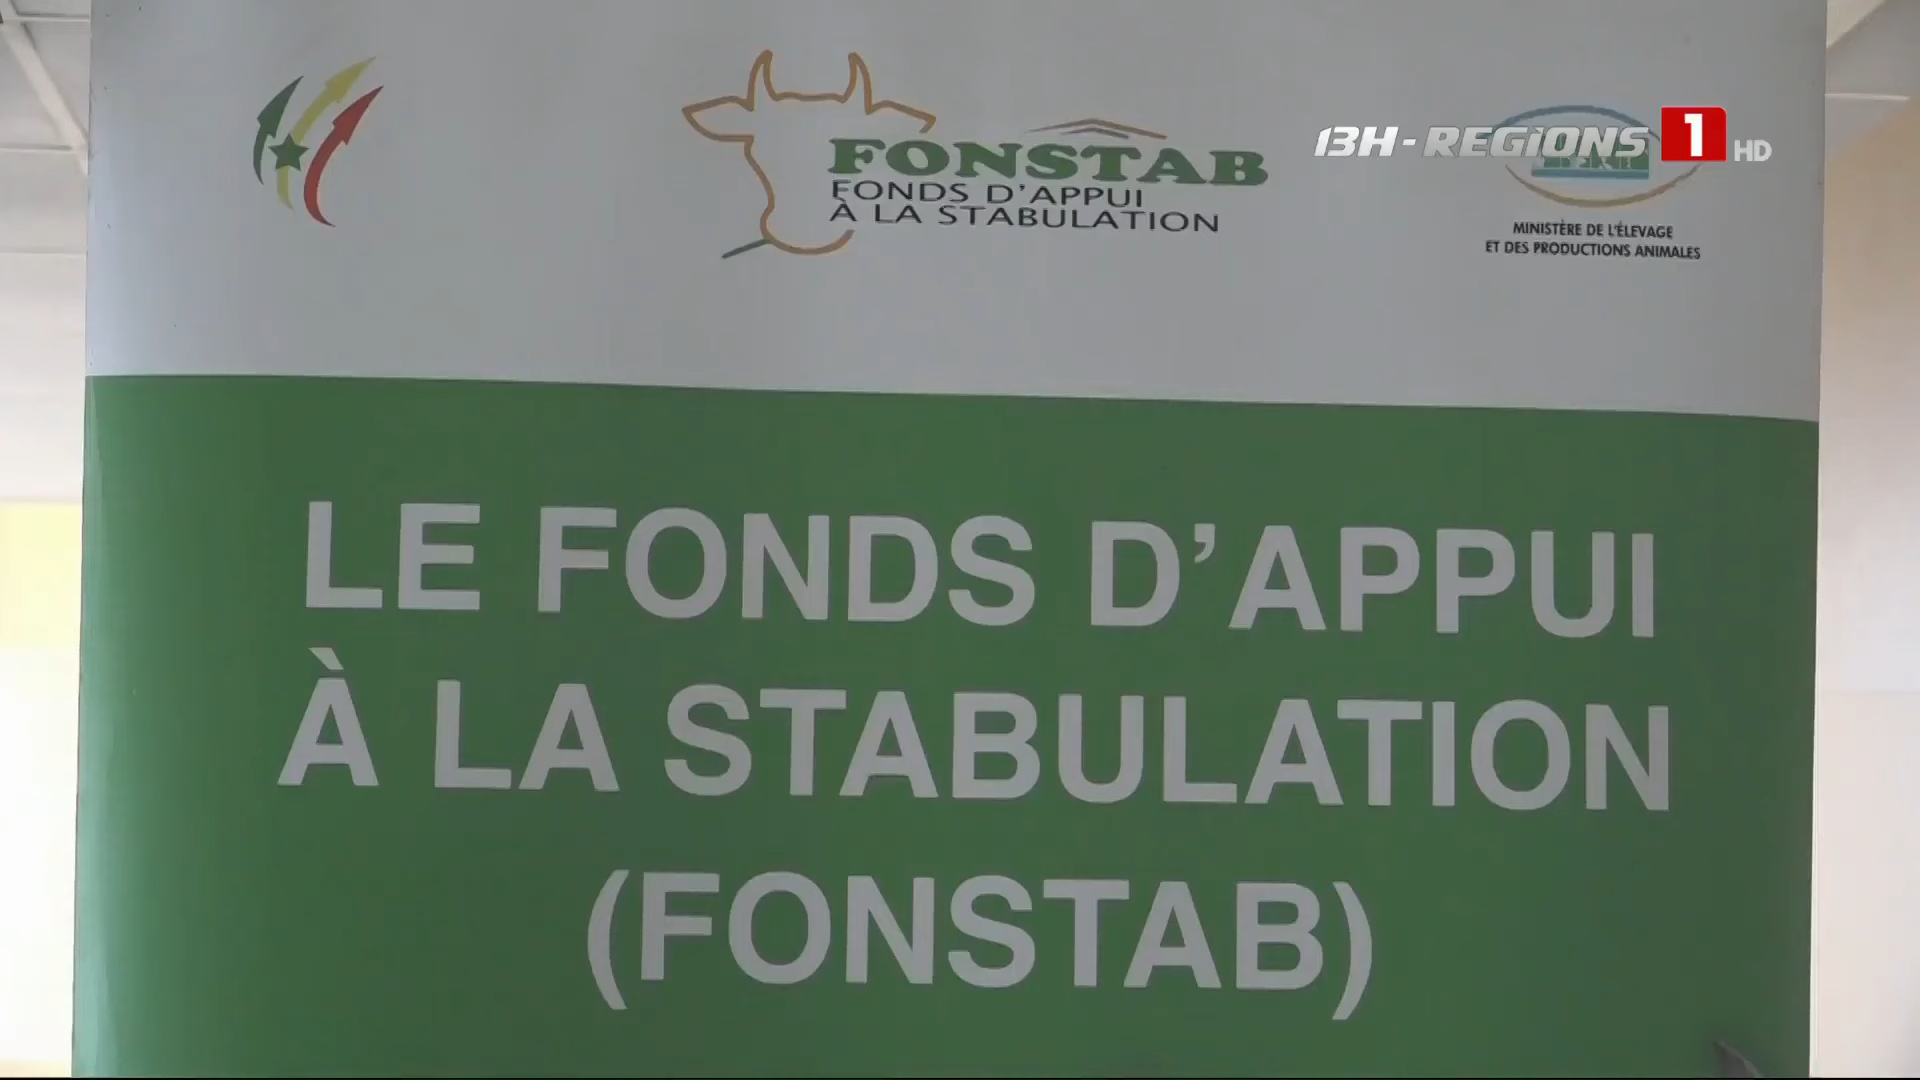 FONSTAB
FONDS D'APPUI
À LA STABULATION
13H - REGIONS 1 HD
MINISTÈRE DE L'ÉLEVAGE
ET DES PRODUCTIONS ANIMALES
LE FONDS D'APPUI
À LA STABULATION
(FONSTAB)